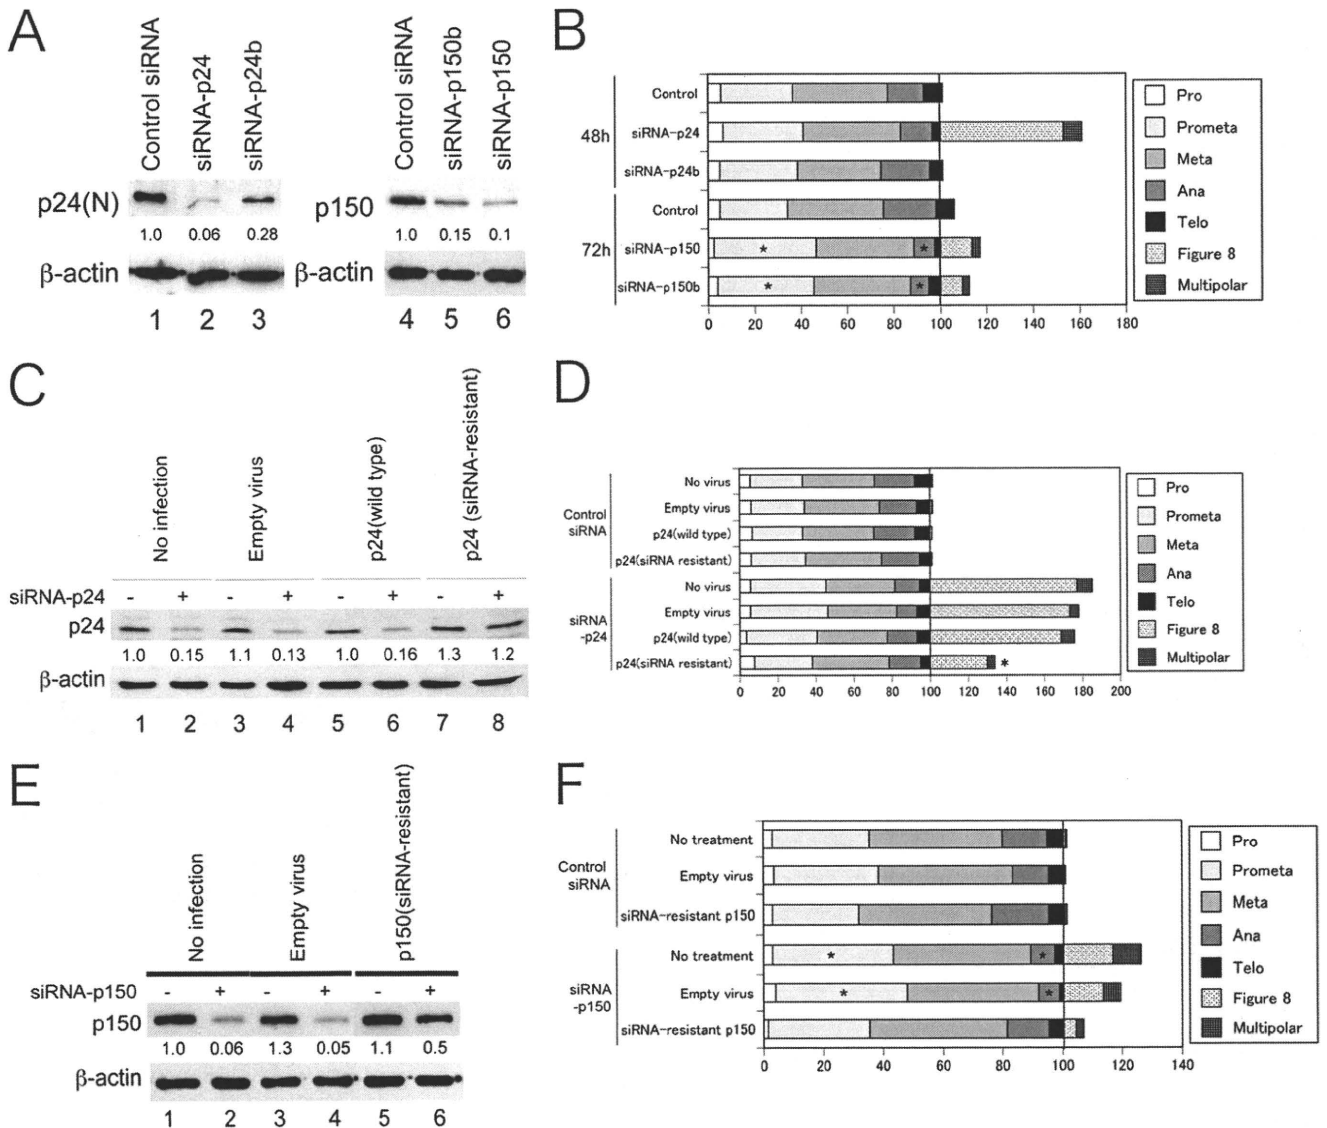 A
Control siRNA
siRNA-p24
siRNA-p24b
p24(N)
1.0 0.06 0.28
β-actin
1 2 3
Control siRNA
siRNA-p150b
siRNA-p150
p150
1.0 0.15 0.1
β-actin
4 5 6
B
48h
Control
siRNA-p24
siRNA-p24b
72h
Control
siRNA-p150
* *
siRNA-p150b
* *
0 20 40 60 80 100 120 140 160 180
Pro
Prometa
Meta
Ana
Telo
Figure 8
Multipolar
C
No infection
Empty virus
p24(wild type)
p24 (siRNA-resistant)
siRNA-p24 - + - + - + - +
p24
1.0 0.15 1.1 0.13 1.0 0.16 1.3 1.2
β-actin
1 2 3 4 5 6 7 8
D
Control
siRNA
No virus
Empty virus
p24(wild type)
p24(siRNA resistant)
siRNA
-p24
No virus
Empty virus
p24(wild type)
p24(siRNA resistant)
*
0 20 40 60 80 100 120 140 160 180 200
Pro
Prometa
Meta
Ana
Telo
Figure 8
Multipolar
E
No infection
Empty virus
p150(siRNA-resistant)
siRNA-p150 - + - + - +
p150
1.0 0.06 1.3 0.05 1.1 0.5
β-actin
1 2 3 4 5 6
F
Control
siRNA
No treatment
Empty virus
siRNA-resistant p150
siRNA
-p150
No treatment
* *
Empty virus
* *
siRNA-resistant p150
0 20 40 60 80 100 120 140
Pro
Prometa
Meta
Ana
Telo
Figure 8
Multipolar